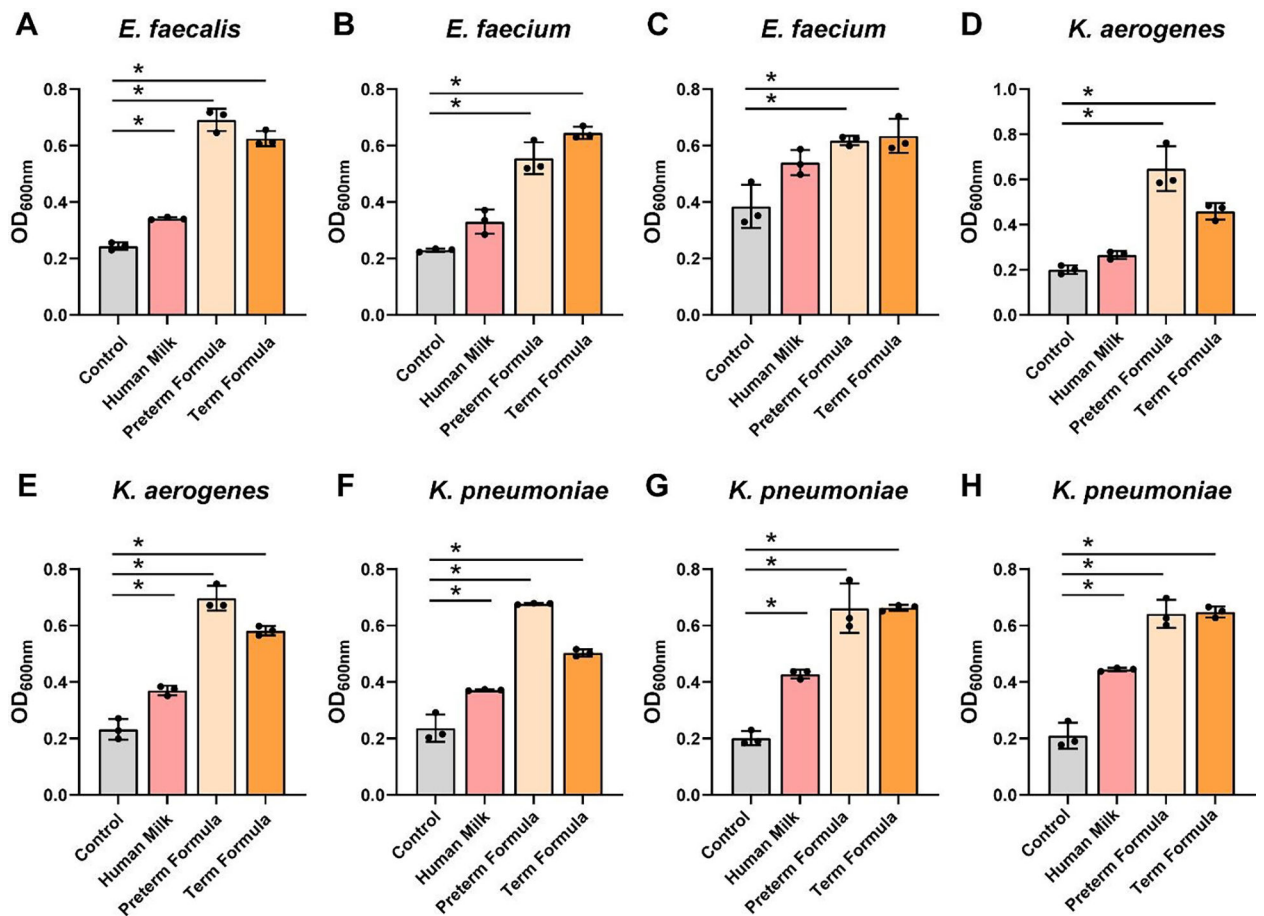 A E. faecalis
*
*
*
0.8
0.6
0.4
0.2
0.0
OD600nm
Control
Human Milk
Preterm Formula
Term Formula
B E. faecium
*
*
0.8
0.6
0.4
0.2
0.0
OD600nm
Control
Human Milk
Preterm Formula
Term Formula
C E. faecium
*
*
0.8
0.6
0.4
0.2
0.0
OD600nm
Control
Human Milk
Preterm Formula
Term Formula
D K. aerogenes
*
*
1.0
0.8
0.6
0.4
0.2
0.0
OD600nm
Control
Human Milk
Preterm Formula
Term Formula
E K. aerogenes
*
*
*
0.8
0.6
0.4
0.2
0.0
OD600nm
Control
Human Milk
Preterm Formula
Term Formula
F K. pneumoniae
*
*
*
0.8
0.6
0.4
0.2
0.0
OD600nm
Control
Human Milk
Preterm Formula
Term Formula
G K. pneumoniae
*
*
*
0.8
0.6
0.4
0.2
0.0
OD600nm
Control
Human Milk
Preterm Formula
Term Formula
H K. pneumoniae
*
*
*
0.8
0.6
0.4
0.2
0.0
OD600nm
Control
Human Milk
Preterm Formula
Term Formula